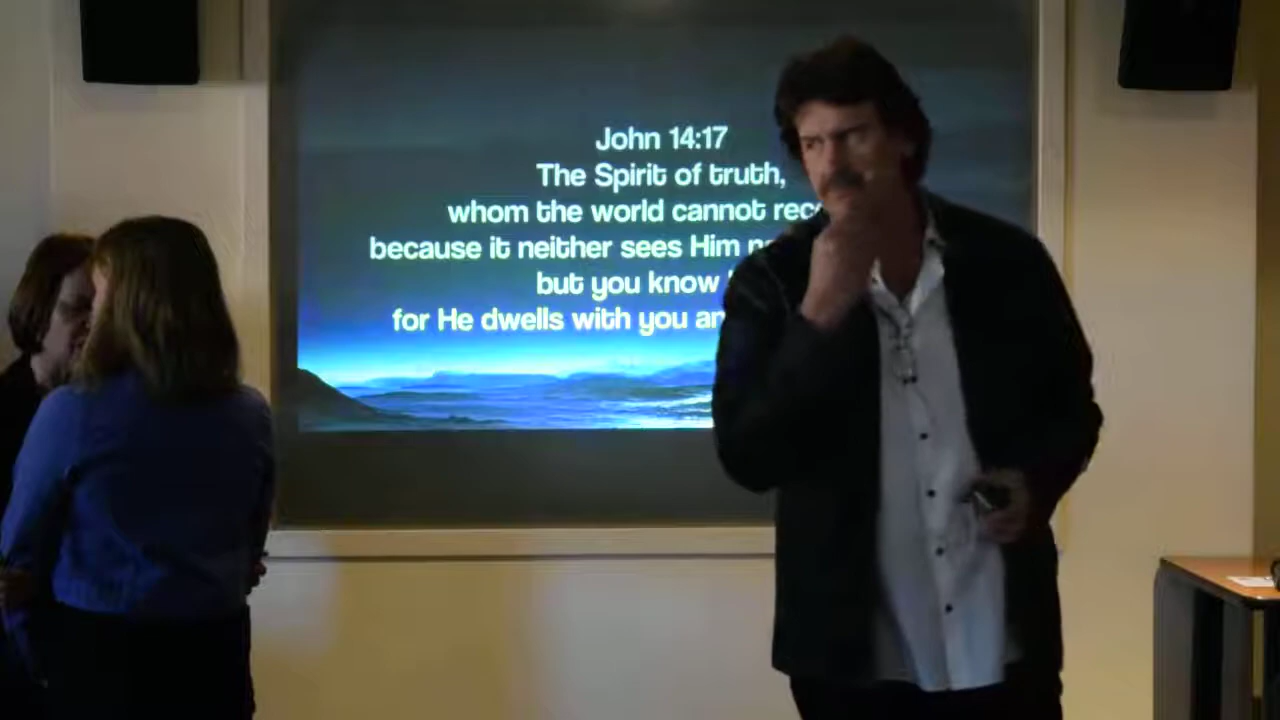 John 14:17
The Spirit of truth,
whom the world cannot
because it neither sees Him
but you know
for He dwells with you